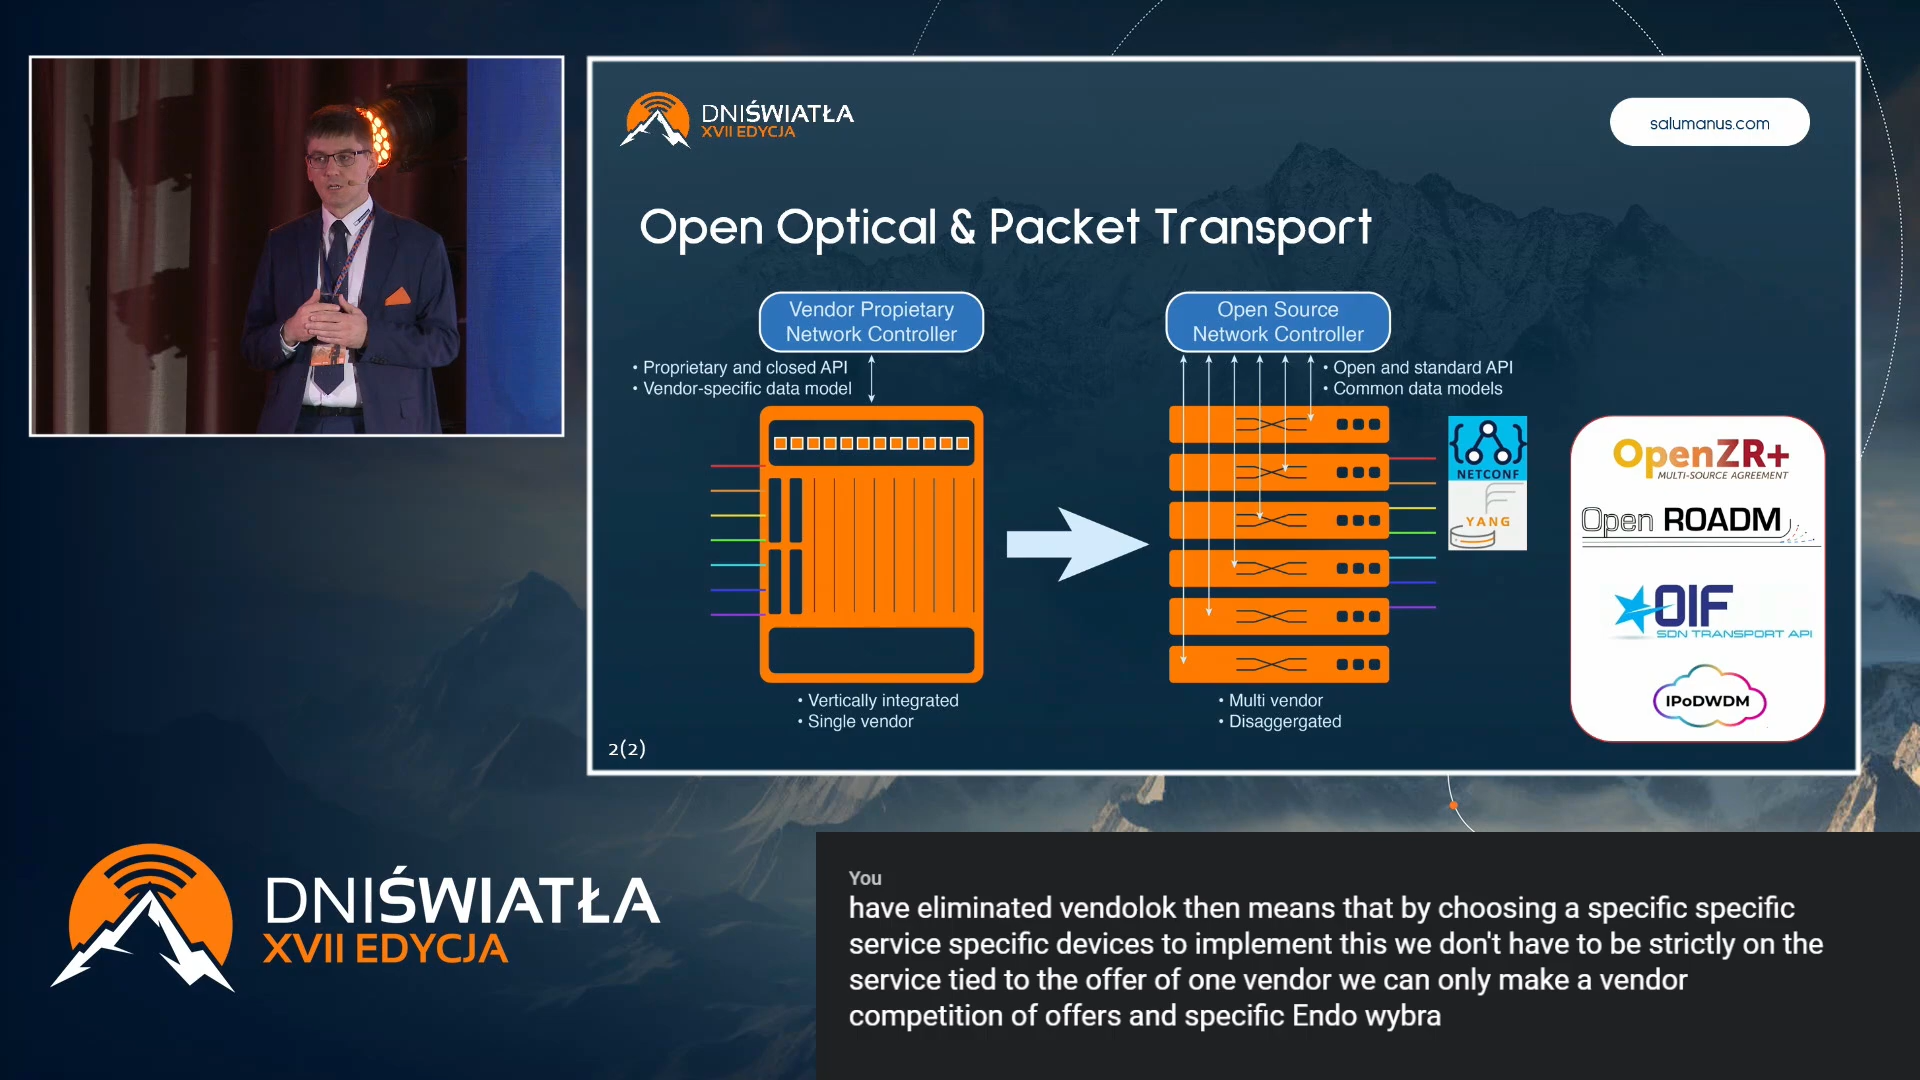 DNIŚWIATŁA
XVII EDYCJA
salumanus.com
Open Optical & Packet Transport
Vendor Propietary
Network Controller
• Proprietary and closed API
• Vendor-specific data model
• Vertically integrated
• Single vendor
Open Source
Network Controller
• Open and standard API
• Common data models
NETCONF
YANG
• Multi vendor
• Disaggergated
OpenZR+
MULTI-SOURCE AGREEMENT
Open ROADM
OIF
SDN TRANSPORT API
IPoDWDM
2(2)
DNIŚWIATŁA
XVII EDYCJA
You
have eliminated vendolok then means that by choosing a specific specific
service specific devices to implement this we don't have to be strictly on the
service tied to the offer of one vendor we can only make a vendor
competition of offers and specific Endo wybra